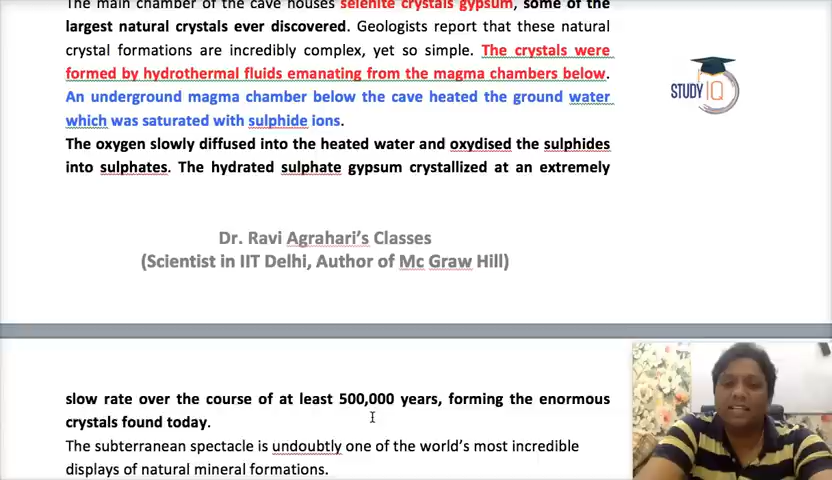 The main chamber of the cave houses selenite crystals gypsum, some of the
largest natural crystals ever discovered. Geologists report that these natural
crystal formations are incredibly complex, yet so simple. The crystals were
formed by hydrothermal fluids emanating from the magma chambers below.
An underground magma chamber below the cave heated the ground water
which was saturated with sulphide ions.
The oxygen slowly diffused into the heated water and oxydised the sulphides
into sulphates. The hydrated sulphate gypsum crystallized at an extremely
STUDY IQ
Dr. Ravi Agrahari's Classes
(Scientist in IIT Delhi, Author of Mc Graw Hill)
slow rate over the course of at least 500,000 years, forming the enormous
crystals found today.
The subterranean spectacle is undoubtly one of the world's most incredible
displays of natural mineral formations.